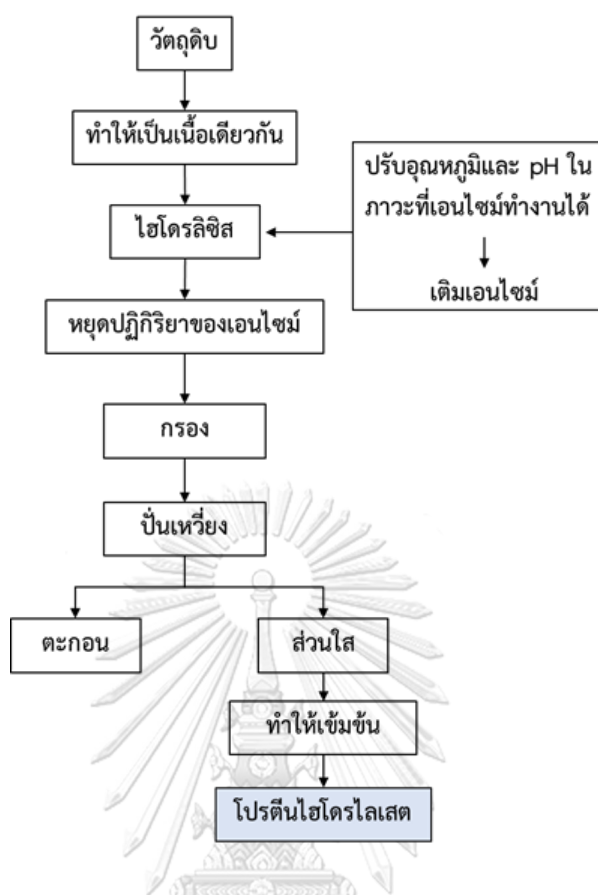 วัตถุดิบ
ทำให้เป็นเนื้อเดียวกัน
ปรับอุณหภูมิและ pH ใน
ภาวะที่เอนไซม์ทำงานได้
เติมเอนไซม์
ไฮโดรลิซิส
หยุดปฏิกิริยาของเอนไซม์
กรอง
ปั่นเหวี่ยง
ตะกอน
ส่วนใส
ทำให้เข้มข้น
โปรตีนไฮโดรไลเสต